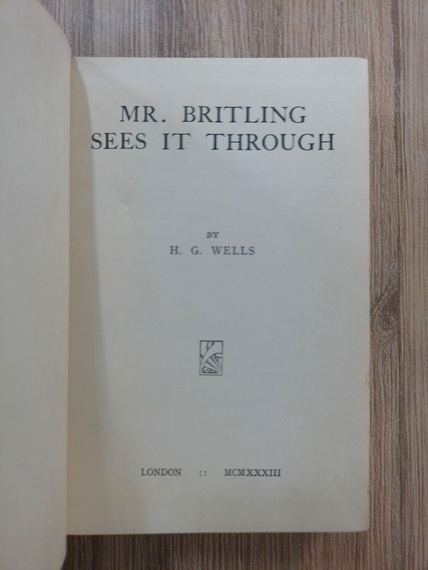 MR. BRITLING
SEES IT THROUGH
BY
H. G. WELLS
LONDON :: MCMXXXIII